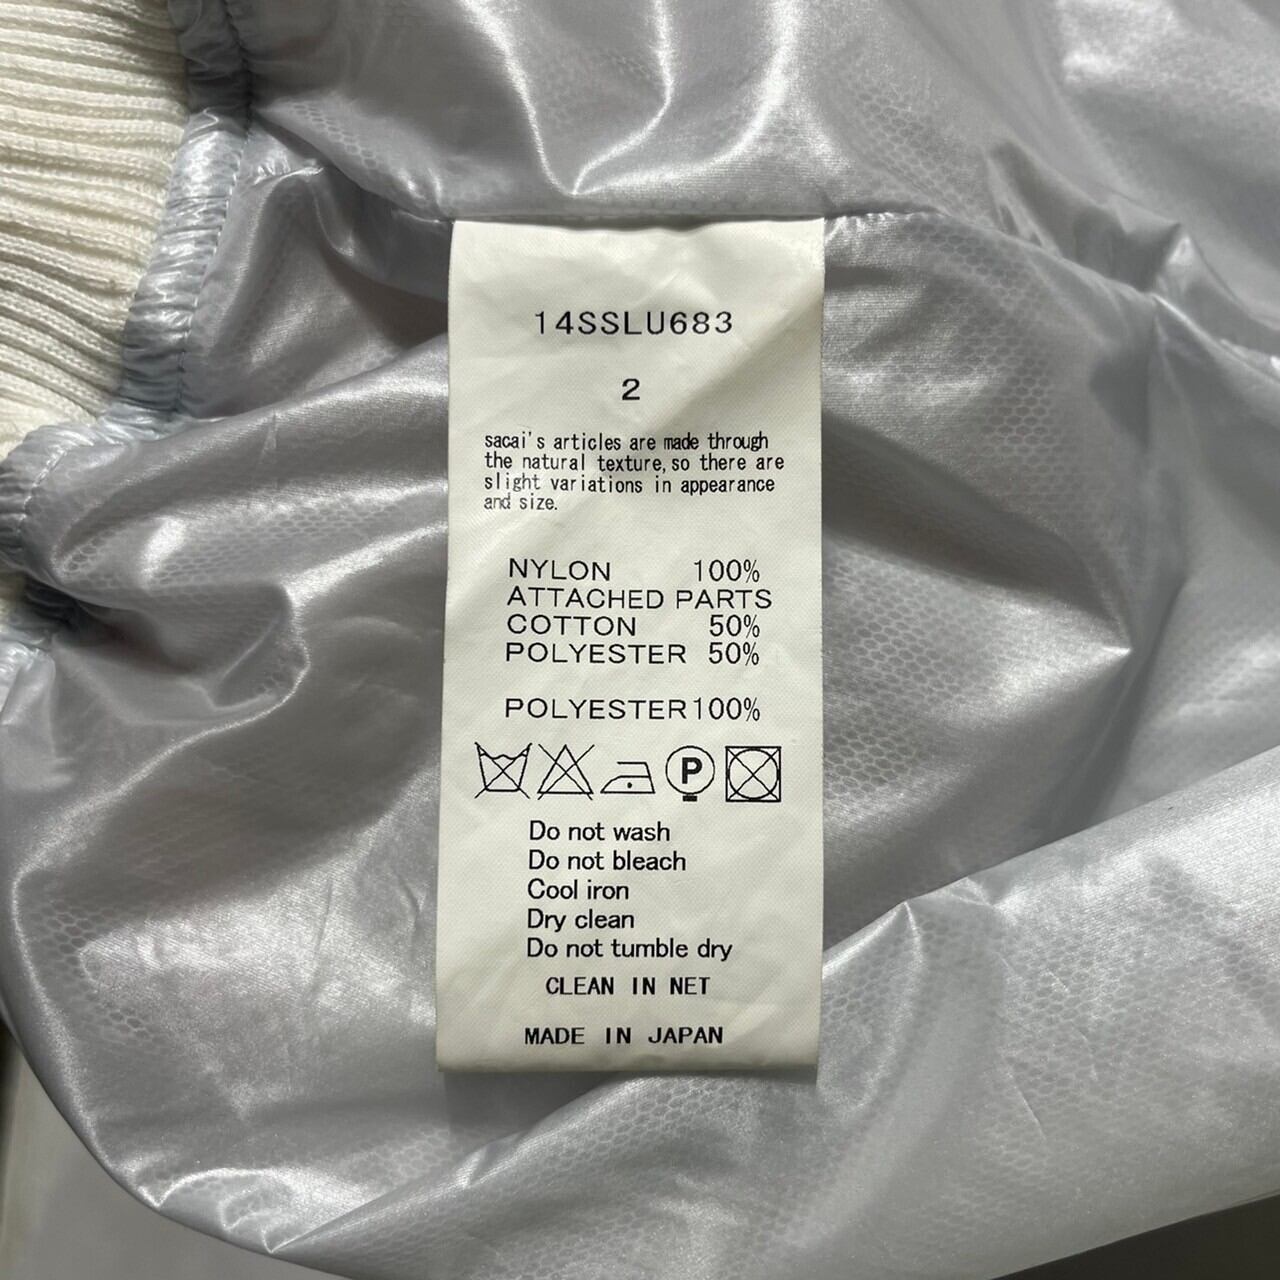 14SSLU683
2
sacai's articles are made through
the natural texture,so there are
slight variations in appearance
and size.
NYLON 100%
ATTACHED PARTS
COTTON 50%
POLYESTER 50%
POLYESTER100%
P
Do not wash
Do not bleach
Cool iron
Dry clean
Do not tumble dry
CLEAN IN NET
MADE IN JAPAN